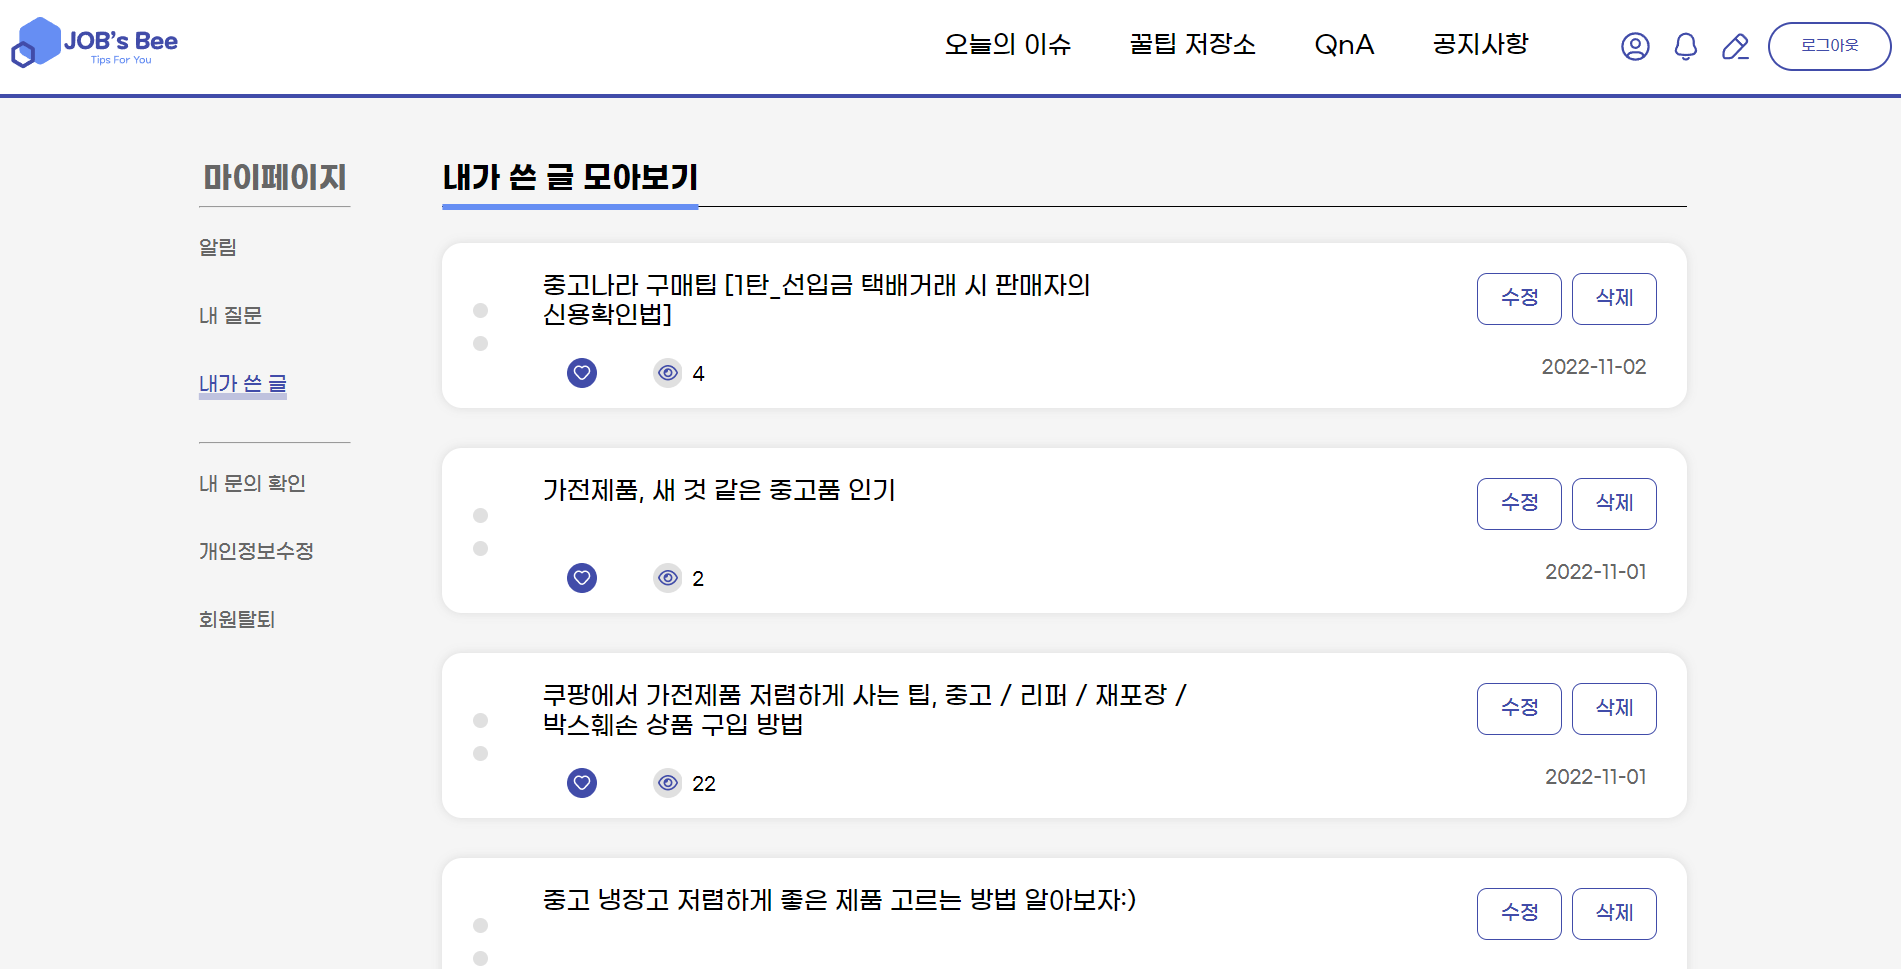 JOB's Bee
Tips For You
오늘의 이슈
꿀팁 저장소
QnA
공지사항
로그아웃
마이페이지
알림
내 질문
내가 쓴 글
내 문의 확인
개인정보수정
회원탈퇴
내가 쓴 글 모아보기
중고나라 구매팁 [1탄_선입금 택배거래 시 판매자의
신용확인법]
수정
삭제
4
2022-11-02
가전제품, 새 것 같은 중고품 인기
수정
삭제
2
2022-11-01
쿠팡에서 가전제품 저렴하게 사는 팁, 중고 / 리퍼 / 재포장 /
박스훼손 상품 구입 방법
수정
삭제
22
2022-11-01
중고 냉장고 저렴하게 좋은 제품 고르는 방법 알아보자:)
수정
삭제